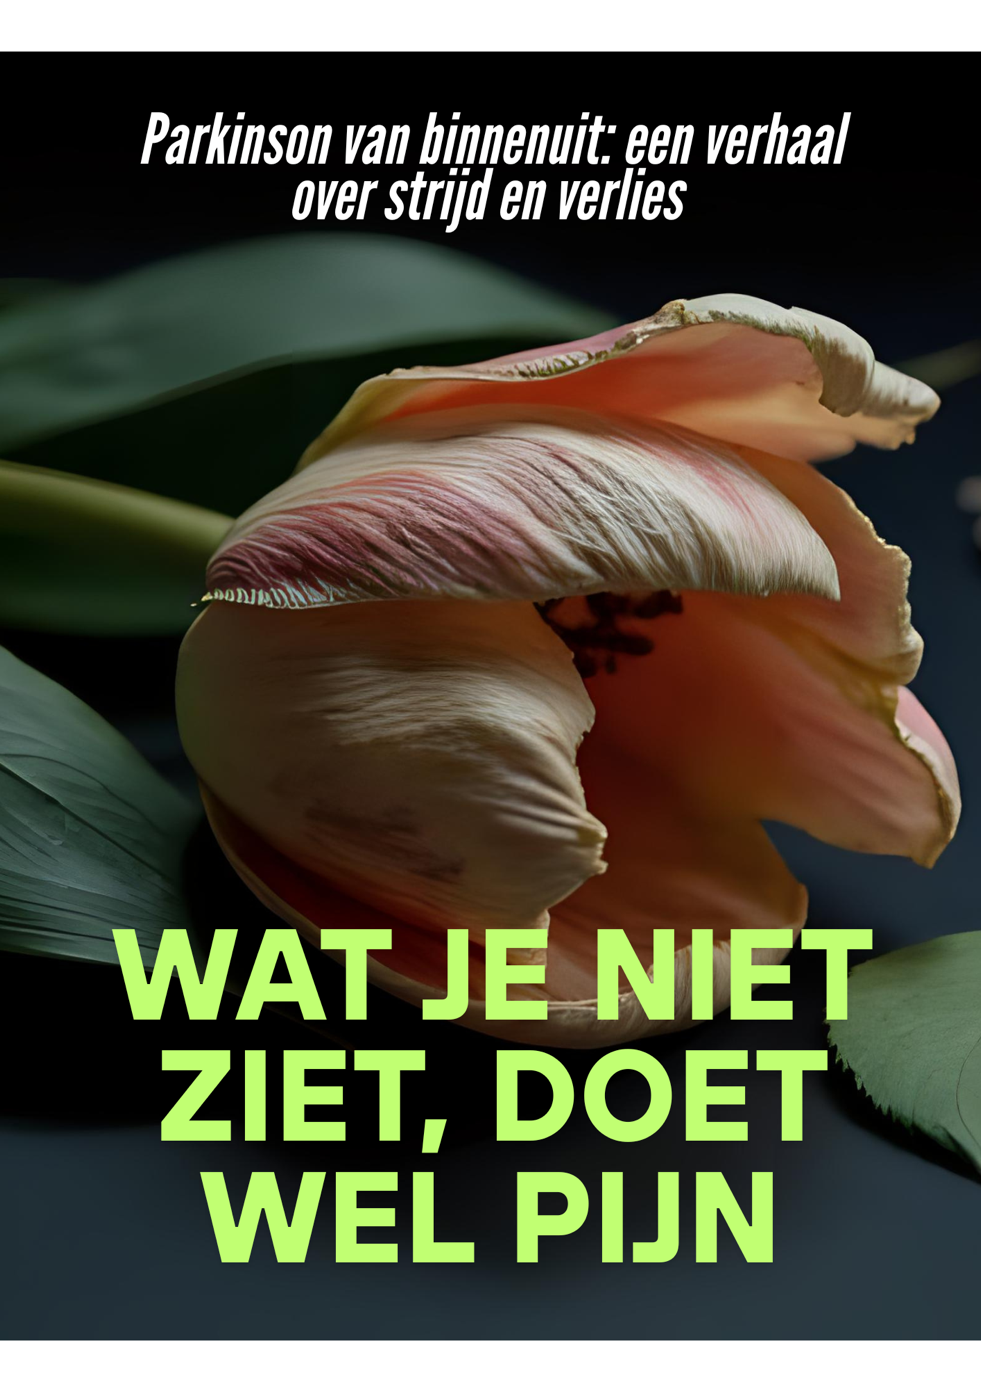 Parkinson van binnenuit: een verhaal
over strijd en verlies
WAT JE NIET
ZIET, DOET
WEL PIJN